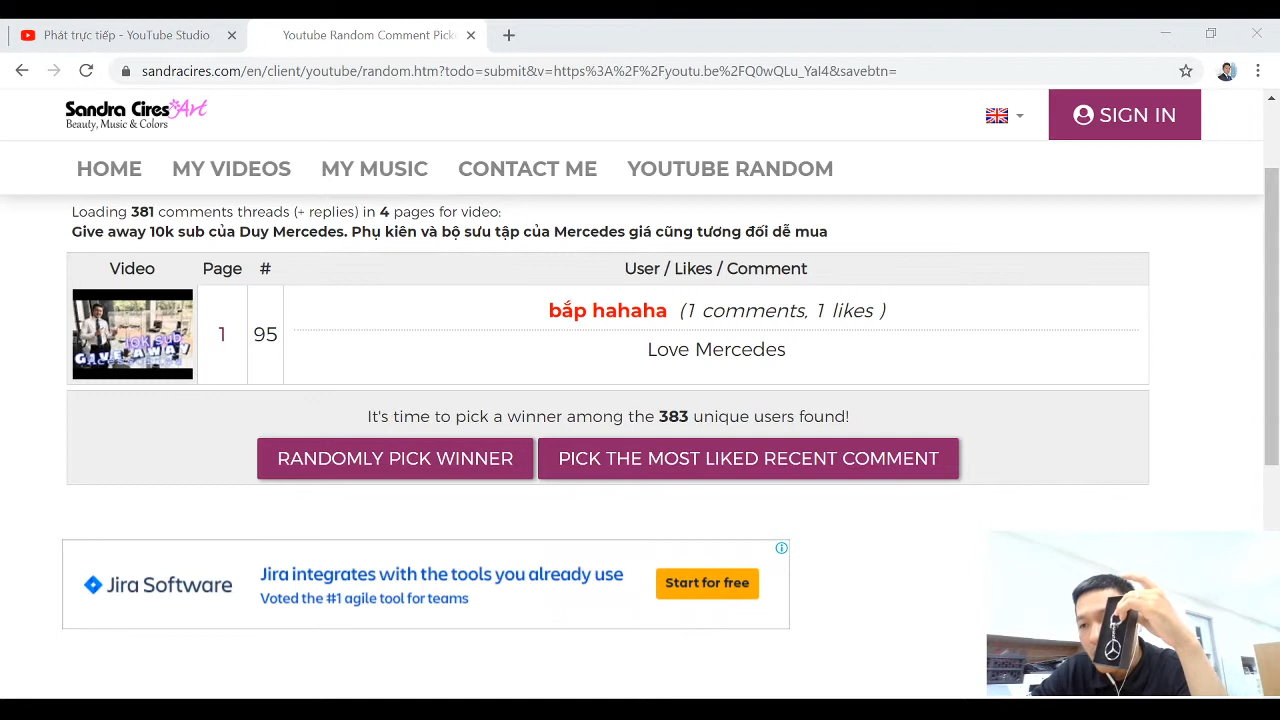 Phát trực tiếp - YouTube Studio
Youtube Random Comment Pick
sandracires.com/en/client/youtube/random.htm?todo=submit&v=https%3A%2F%2Fyoutu.be%2FQ0wQLu_YaI4&savebtn=
Sandra Cires Art
Beauty, Music & Colors
SIGN IN
HOME
MY VIDEOS
MY MUSIC
CONTACT ME
YOUTUBE RANDOM
Loading 381 comments threads (+ replies) in 4 pages for video:
Give away 10k sub của Duy Mercedes. Phụ kiên và bộ sưu tập của Mercedes giá cũng tương đối dễ mua
Video
Page
#
User / Likes / Comment
10k sub
GIVE AWAY
1
95
bắp hahaha (1 comments, 1 likes )
Love Mercedes
It's time to pick a winner among the 383 unique users found!
RANDOMLY PICK WINNER
PICK THE MOST LIKED RECENT COMMENT
Jira Software
Jira integrates with the tools you already use
Voted the #1 agile tool for teams
Start for free